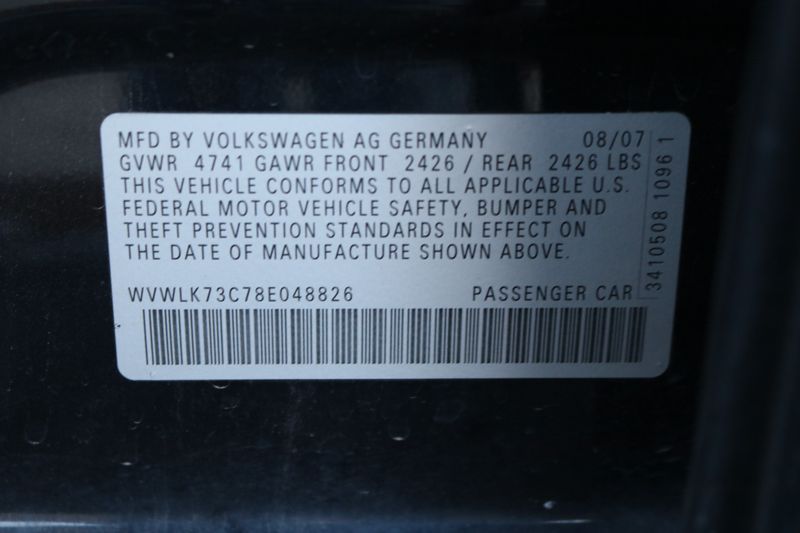 MFD BY VOLKSWAGEN AG GERMANY 08/07
GVWR 4741 GAWR FRONT 2426 / REAR 2426 LBS
THIS VEHICLE CONFORMS TO ALL APPLICABLE U.S.
FEDERAL MOTOR VEHICLE SAFETY, BUMPER AND
THEFT PREVENTION STANDARDS IN EFFECT ON
THE DATE OF MANUFACTURE SHOWN ABOVE.
WVWLK73C78E048826 PASSENGER CAR
3410508 1096 1